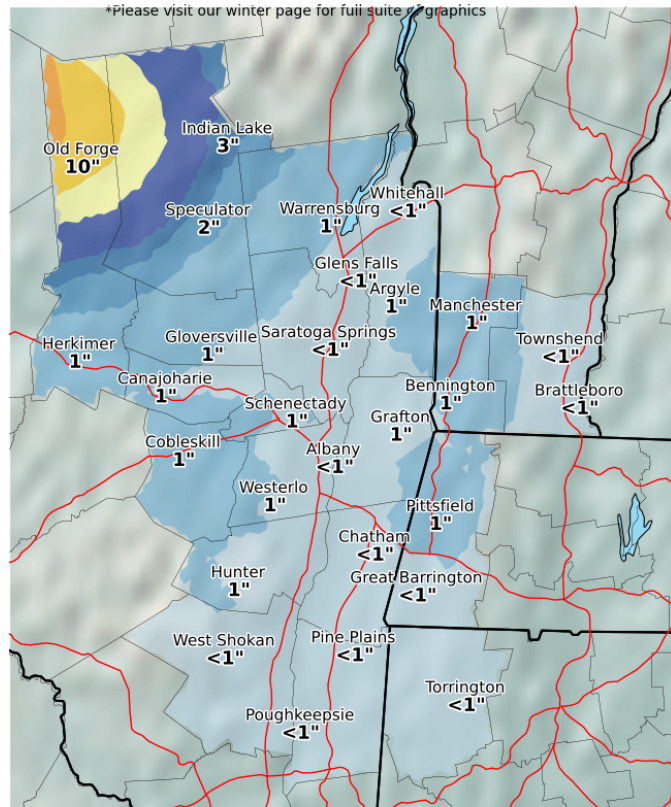 *Please visit our winter page for full suite of graphics
Indian Lake
3"
Old Forge
10"
Whitehall
<1"
Speculator
2"
Warrensburg
1"
Glens Falls
<1"
Argyle
1"
Manchester
1"
Herkimer
1"
Gloversville
1"
Saratoga Springs
<1"
Townshend
<1"
Canajoharie
1"
Bennington
1"
Brattleboro
<1"
Schenectady
1"
Grafton
1"
Cobleskill
1"
Albany
<1"
Westerlo
1"
Pittsfield
1"
Chatham
<1"
Hunter
1"
Great Barrington
<1"
West Shokan
<1"
Pine Plains
<1"
Torrington
<1"
Poughkeepsie
<1"